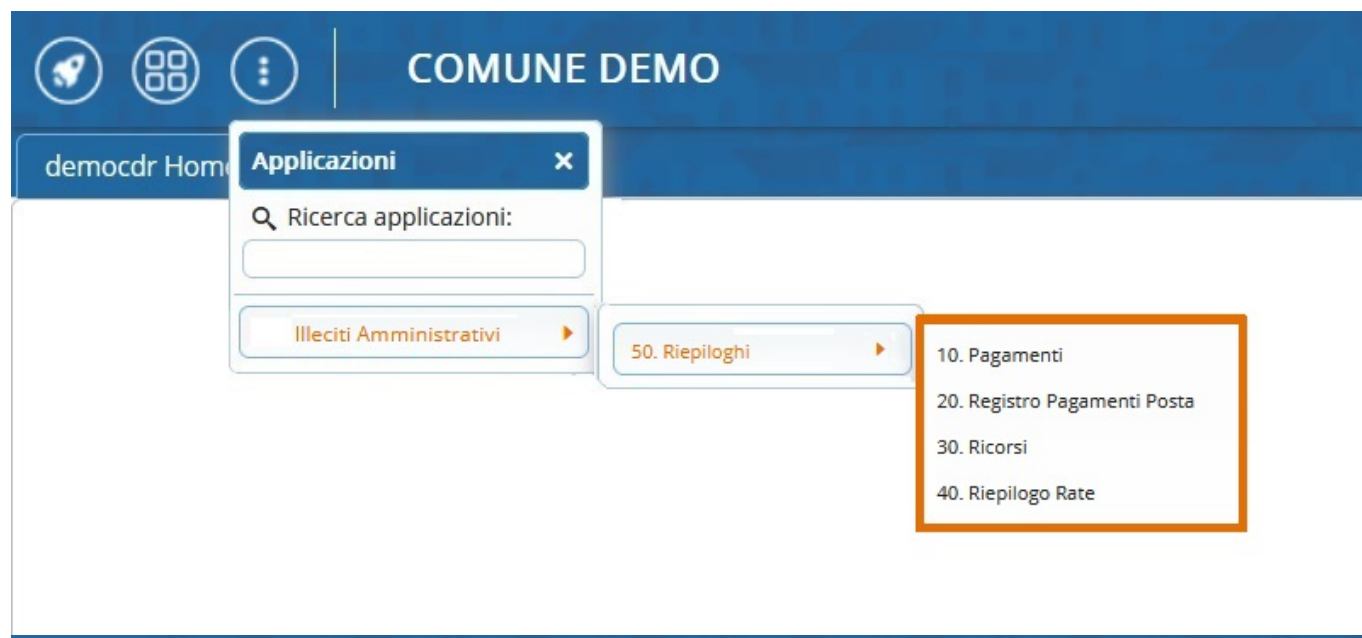 COMUNE DEMO
democdr Home
Applicazioni
Ricerca applicazioni:
Illeciti Amministrativi
50. Riepiloghi
10. Pagamenti
20. Registro Pagamenti Posta
30. Ricorsi
40. Riepilogo Rate